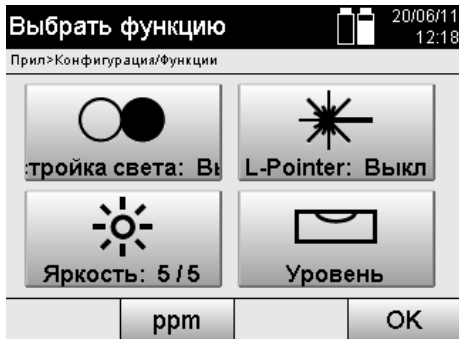 Выбрать функцию
20/06/11
12:18
Прил>Конфигурация/Функции
тройка света: Вы
L-Pointer: Выкл
Яркость: 5/5
Уровень
ppm
OK